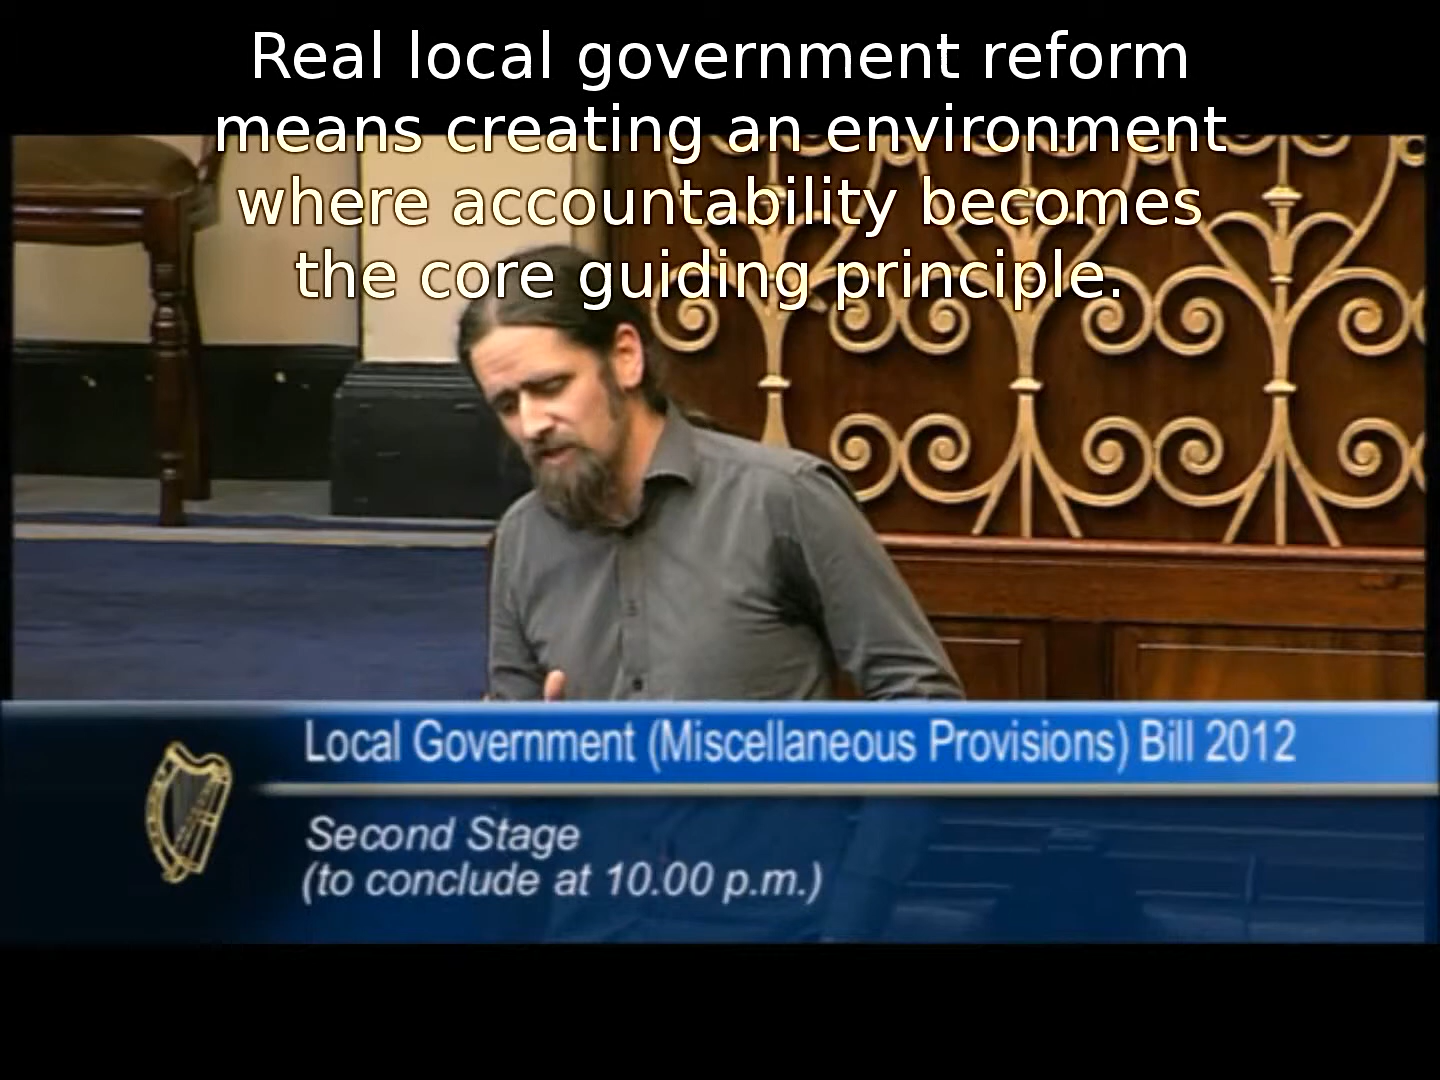 Real local government reform
means creating an environment
where accountability becomes
the core guiding principle.
Local Government (Miscellaneous Provisions) Bill 2012
Second Stage
(to conclude at 10.00 p.m.)